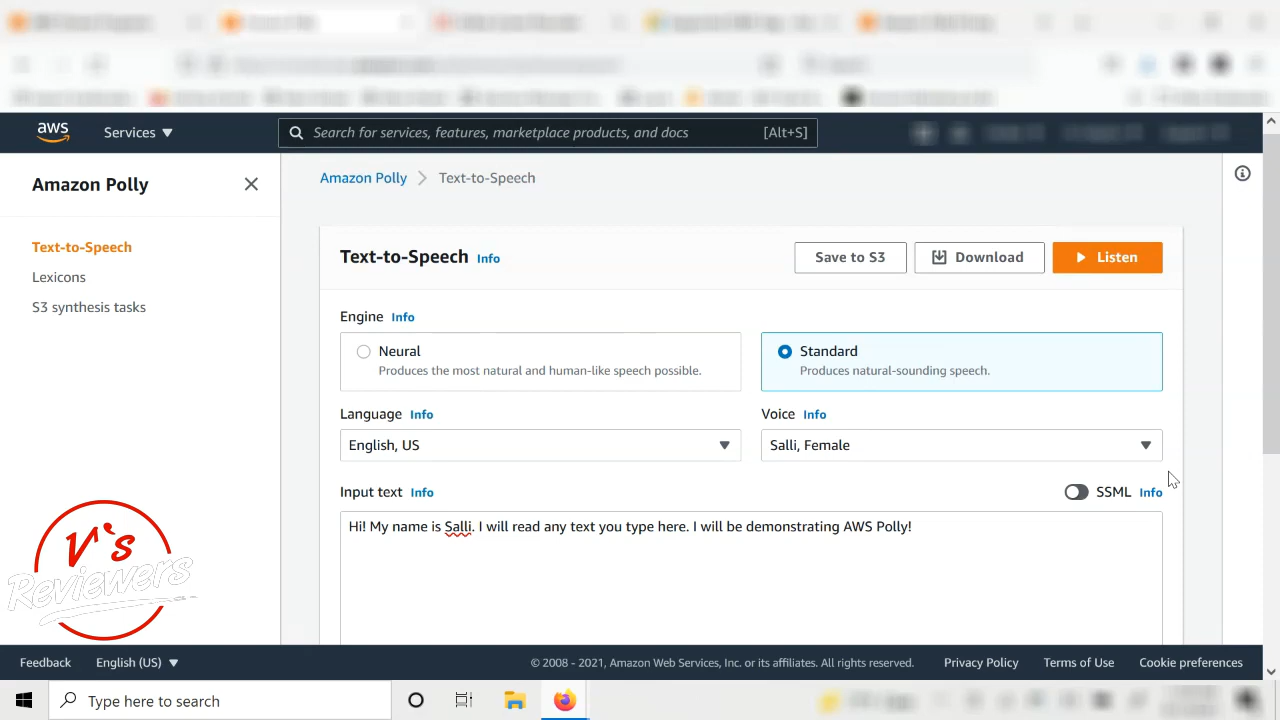 aws
Services
Search for services, features, marketplace products, and docs
[Alt+S]
Amazon Polly
Text-to-Speech
Lexicons
S3 synthesis tasks
Amazon Polly
Text-to-Speech
Text-to-Speech Info
Save to S3
Download
Listen
Engine Info
Neural
Produces the most natural and human-like speech possible.
Standard
Produces natural-sounding speech.
Language Info
English, US
Voice Info
Salli, Female
Input text Info
SSML Info
Hi! My name is Salli. I will read any text you type here. I will be demonstrating AWS Polly!
V's
Reviewers
Feedback
English (US)
© 2008 - 2021, Amazon Web Services, Inc. or its affiliates. All rights reserved.
Privacy Policy
Terms of Use
Cookie preferences
Type here to search